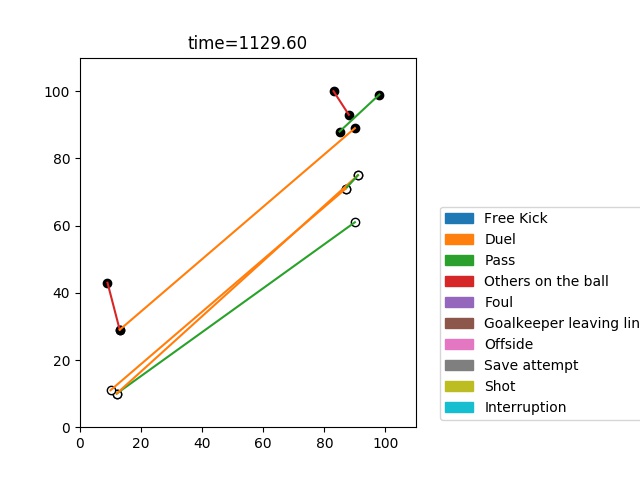 time=1129.60
100
80
60
40
20
0
0 20 40 60 80 100
Free Kick
Duel
Pass
Others on the ball
Foul
Goalkeeper leaving lin
Offside
Save attempt
Shot
Interruption